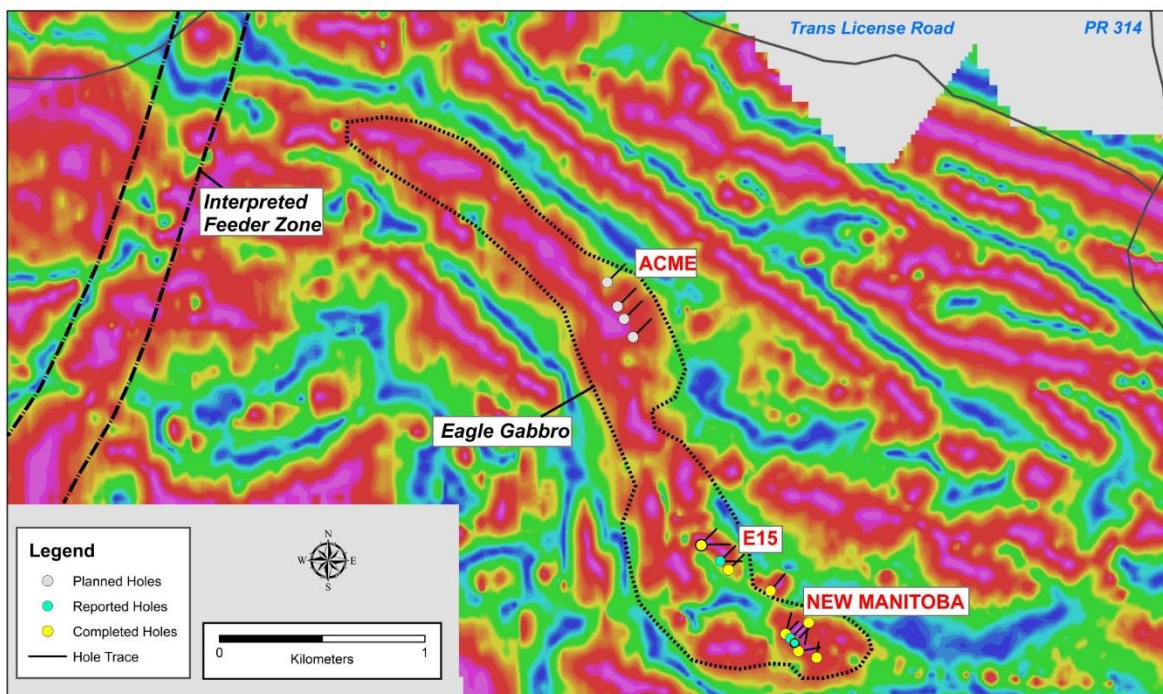 Trans License Road
PR 314
Interpreted
Feeder Zone
ACME
Eagle Gabbro
E15
NEW MANITOBA
Legend
Planned Holes
Reported Holes
Completed Holes
Hole Trace
N
W
E
S
0
1
Kilometers